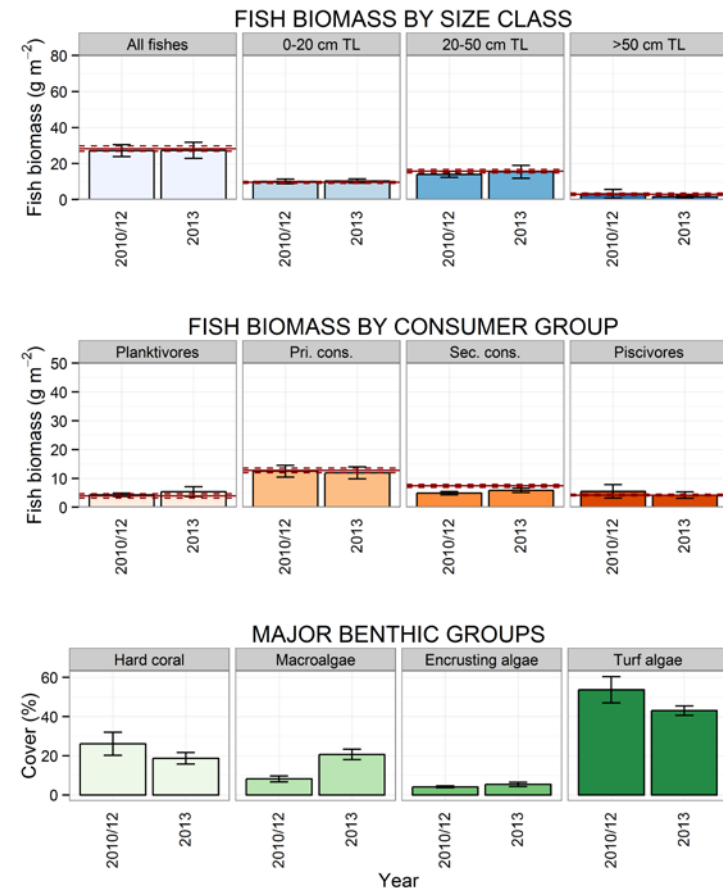 FISH BIOMASS BY SIZE CLASS
All fishes 0-20 cm TL 20-50 cm TL >50 cm TL
Fish biomass (g m⁻²)
80
60
40
20
0
2010/12 2013 2010/12 2013 2010/12 2013 2010/12 2013
FISH BIOMASS BY CONSUMER GROUP
Planktivores Pri. cons. Sec. cons. Piscivores
Fish biomass (g m⁻²)
50
40
30
20
10
0
2010/12 2013 2010/12 2013 2010/12 2013 2010/12 2013
MAJOR BENTHIC GROUPS
Hard coral Macroalgae Encrusting algae Turf algae
Cover (%)
60
40
20
0
2010/12 2013 2010/12 2013 2010/12 2013 2010/12 2013
Year